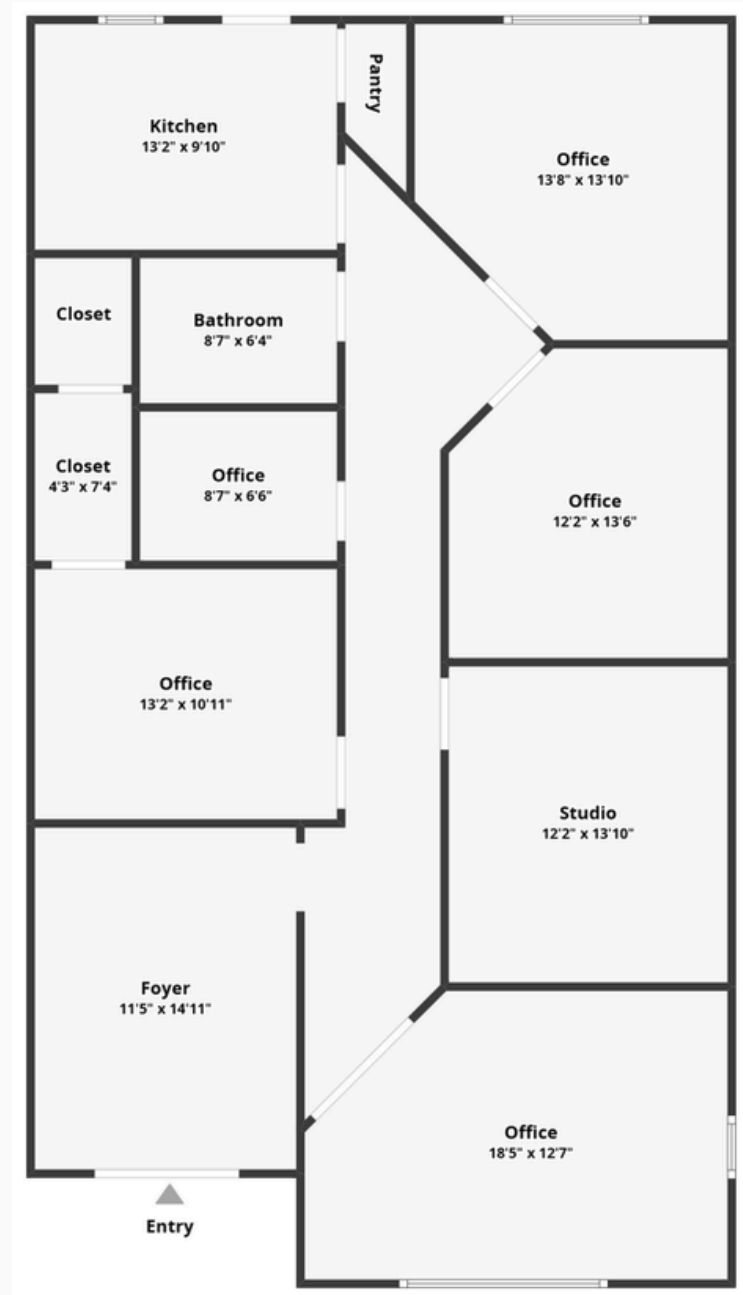 Pantry
Kitchen
13'2" x 9'10"
Office
13'8" x 13'10"
Closet
Bathroom
8'7" x 6'4"
Closet
4'3" x 7'4"
Office
8'7" x 6'6"
Office
12'2" x 13'6"
Office
13'2" x 10'11"
Studio
12'2" x 13'10"
Foyer
11'5" x 14'11"
Office
18'5" x 12'7"
Entry